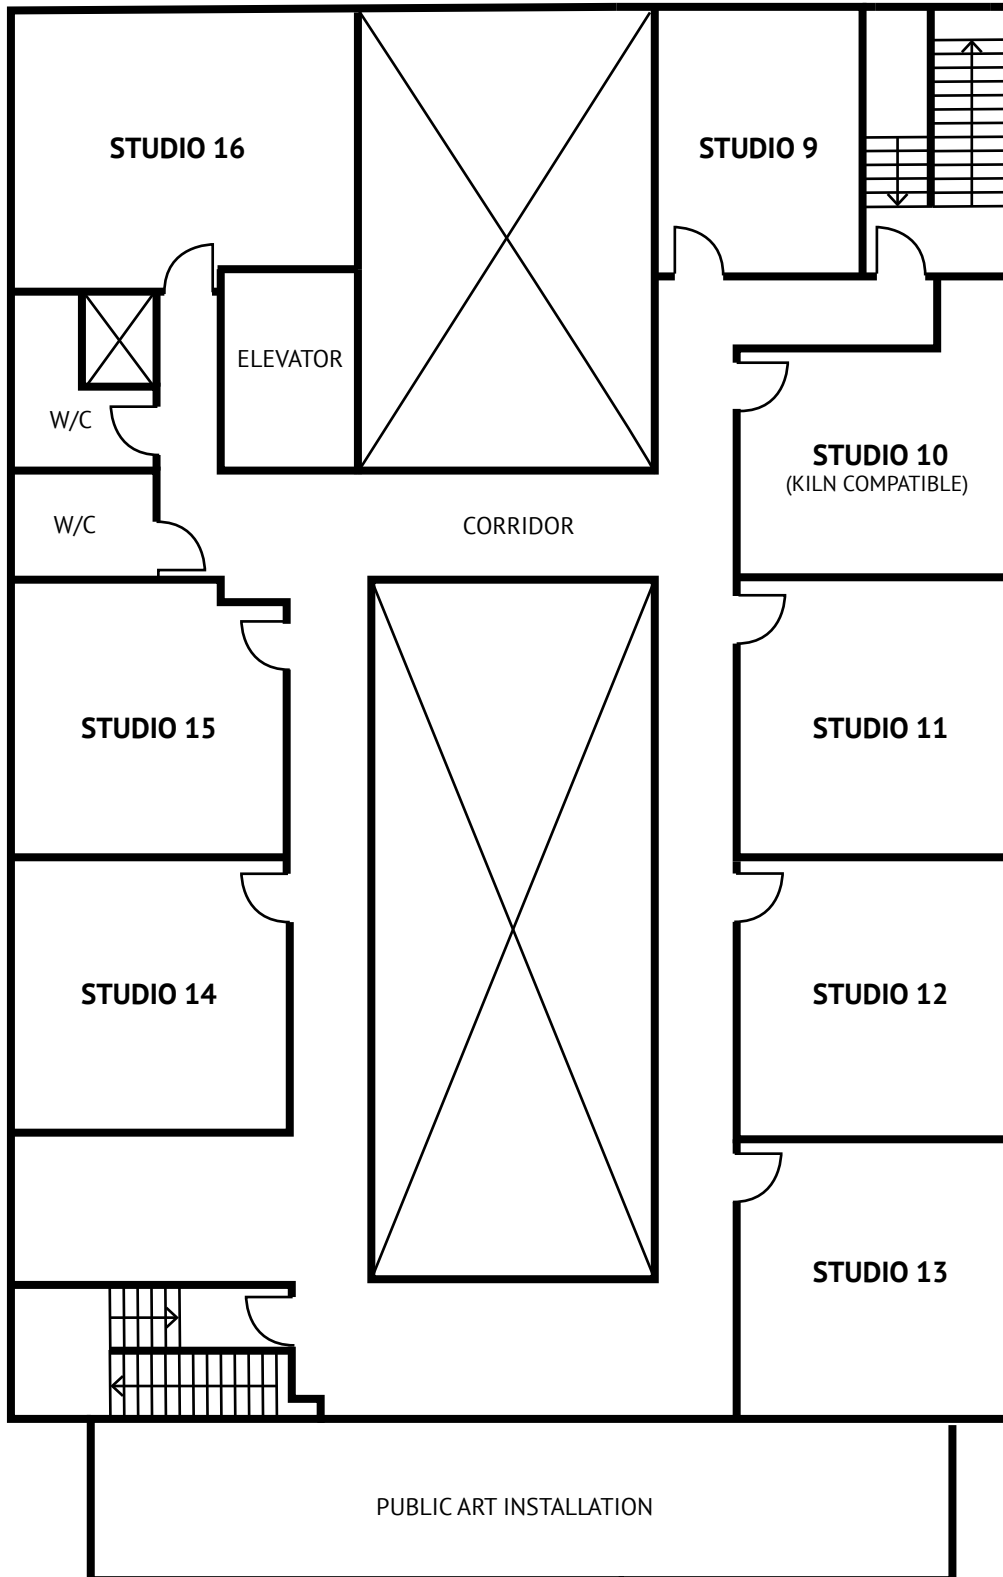 STUDIO 16
STUDIO 9
ELEVATOR
W/C
STUDIO 10
(KILN COMPATIBLE)
W/C
CORRIDOR
STUDIO 15
STUDIO 11
STUDIO 14
STUDIO 12
STUDIO 13
PUBLIC ART INSTALLATION